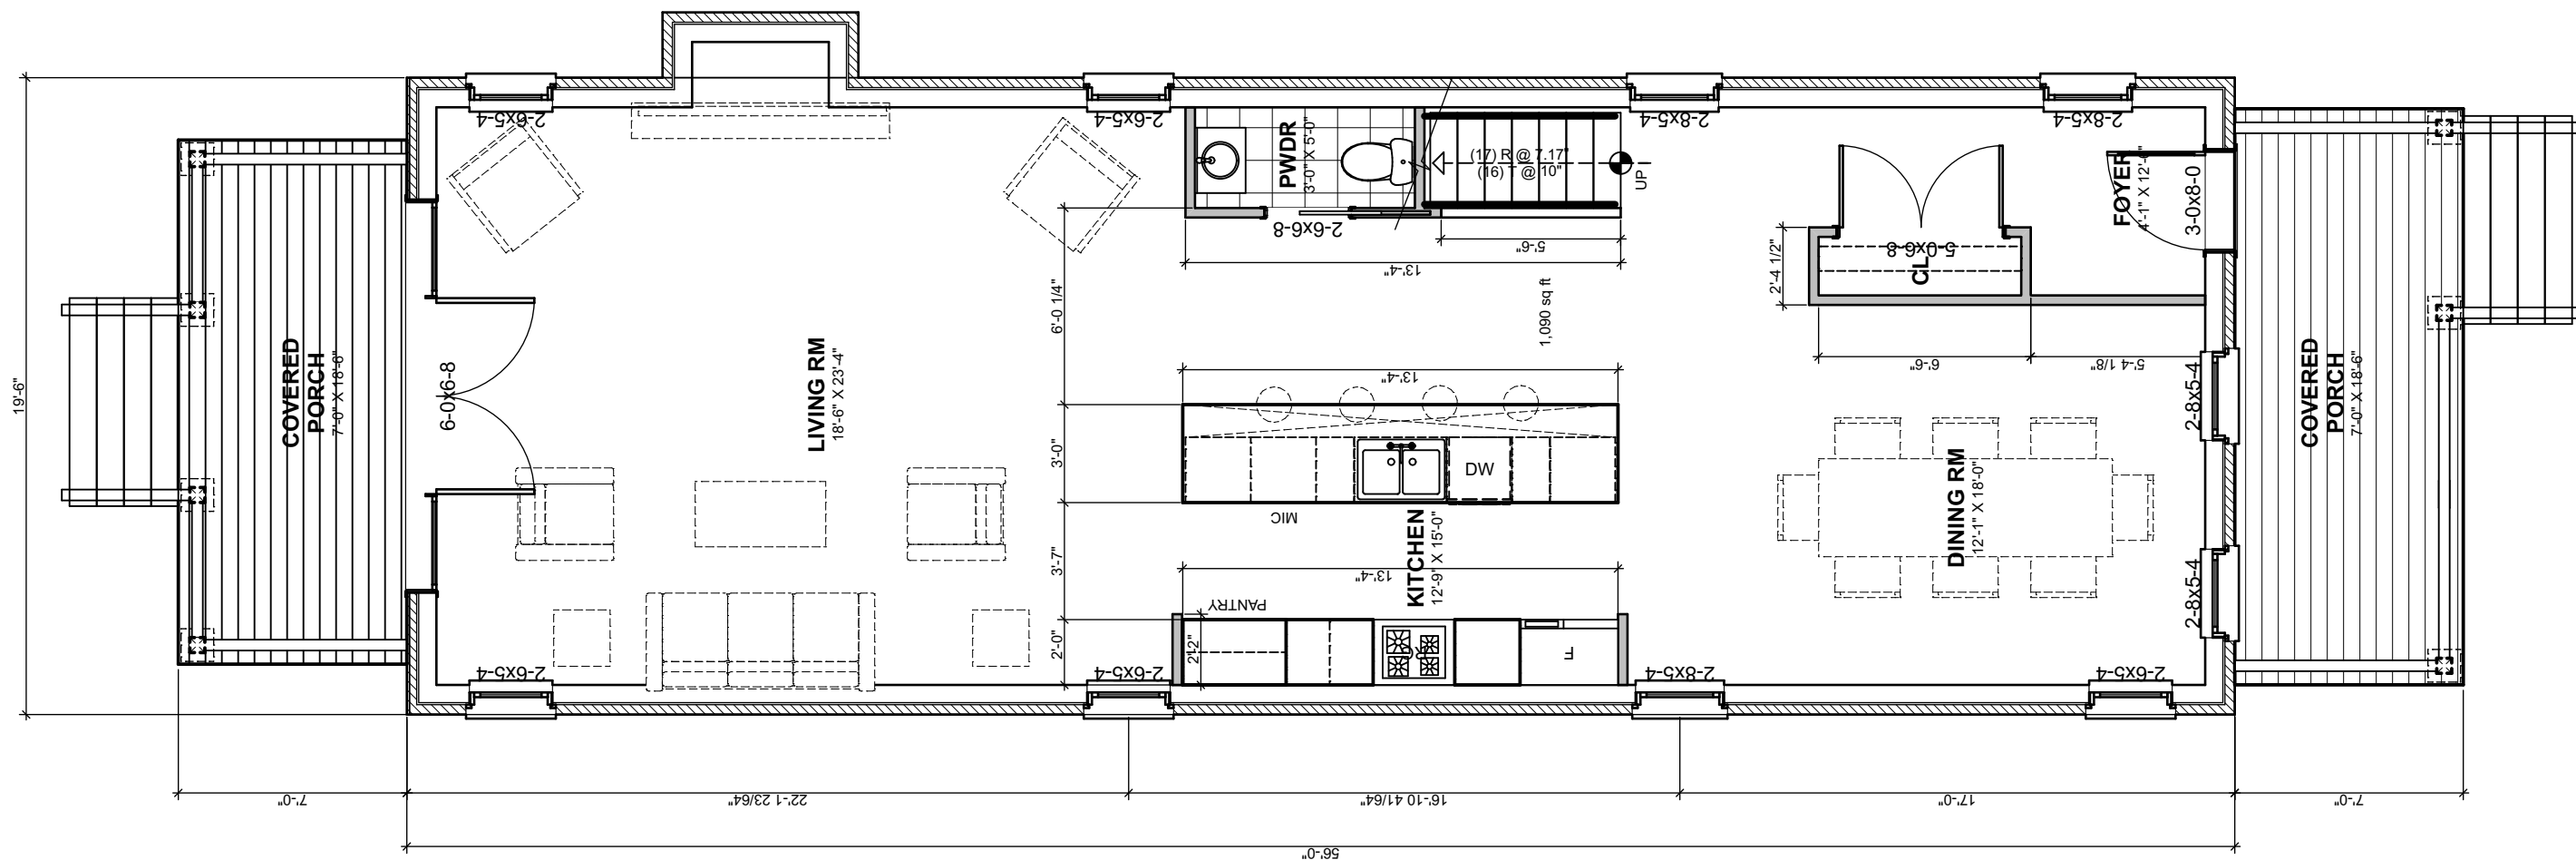 19'-6"
COVERED
PORCH
7'-0" X 18'-6"
6-0x6-8
2-6x5-4
2-6x5-4
2-8x5-4
2-8x5-4
LIVING RM
18'-6" X 23'-4"
PWDR
3'-0" X 5'-0"
2-6x6-8
(17) R @ 7.17"
(16) T @ 10"
UP
5'-6"
13'-4"
6'-0 1/4"
1,090 sq ft
13'-4"
3'-0"
DW
MIC
3'-7"
KITCHEN
12'-9" X 15'-0"
13'-4"
PANTRY
2'-0"
2'-2"
F
FOYER
3-0x8-0
5-0x6-8
CL
2'-4 1/2"
6'-6"
5'-4 1/8"
DINING RM
12'-1" X 18'-0"
2-8x5-4
2-8x5-4
COVERED
PORCH
7'-0" X 18'-6"
2-6x5-4
2-6x5-4
2-8x5-4
2-6x5-4
7'-0"
22'-1 23/64"
16'-10 41/64"
17'-0"
7'-0"
56'-0"